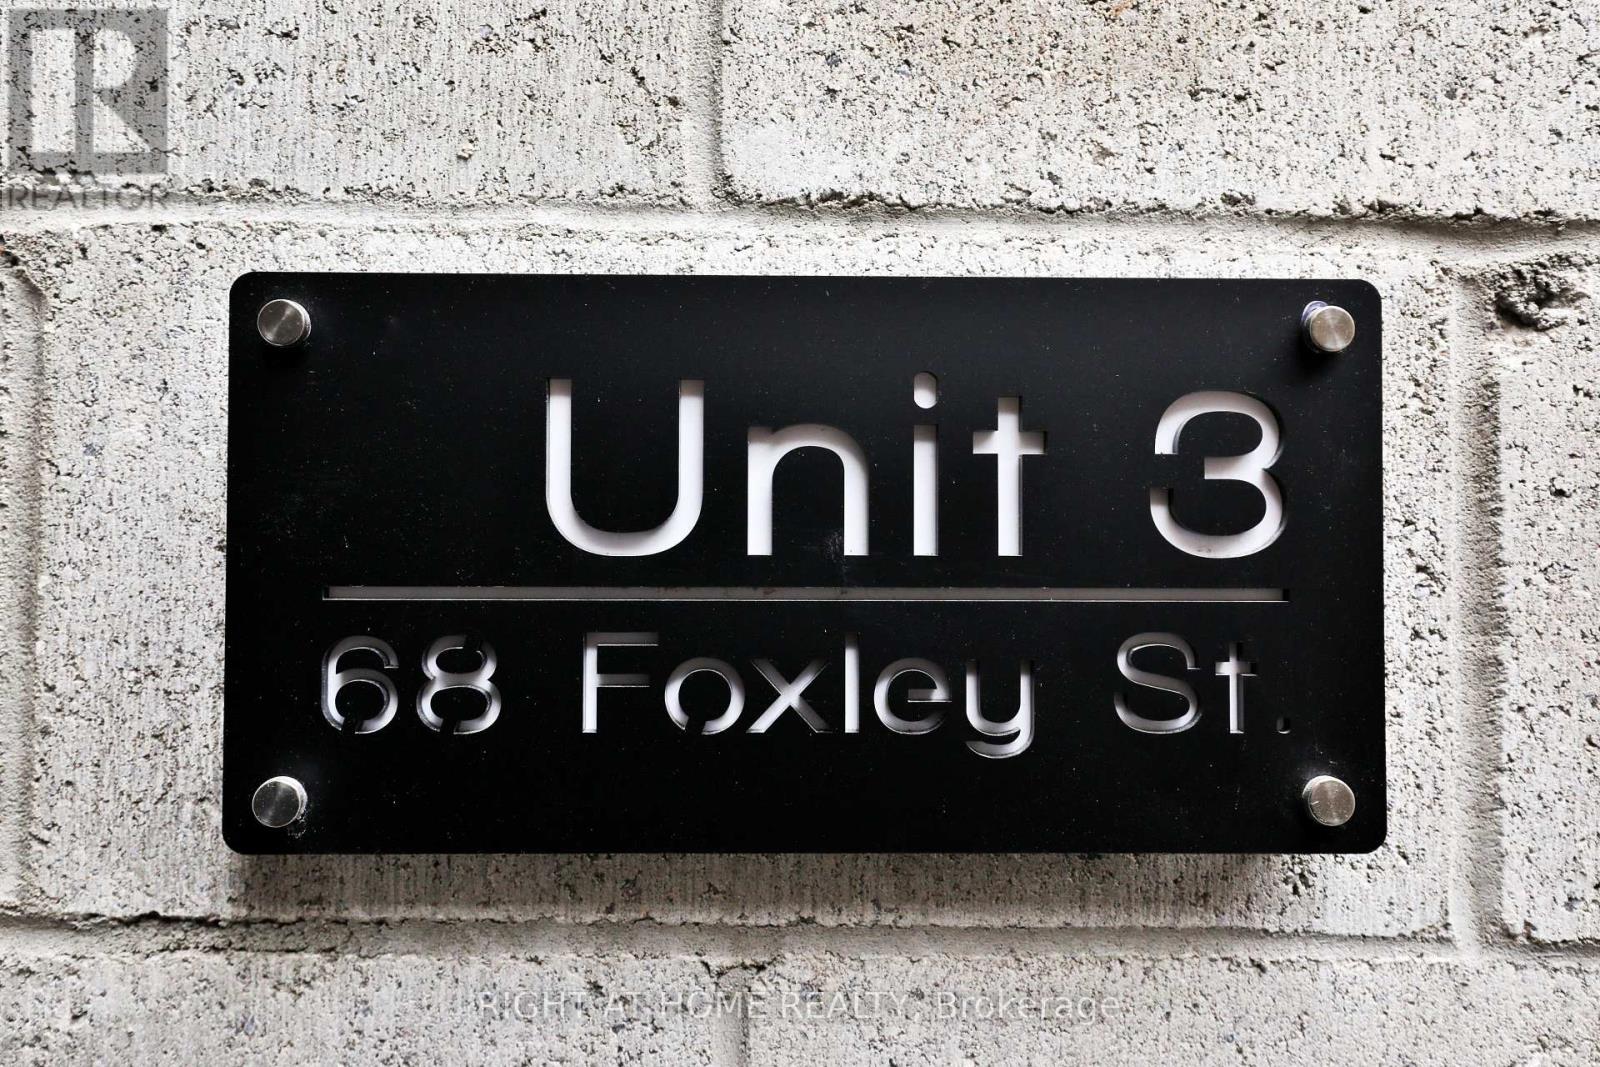 R
REALTOR
Unit 3
68 Foxley St.
RIGHT AT HOME REALTY, Brokerage